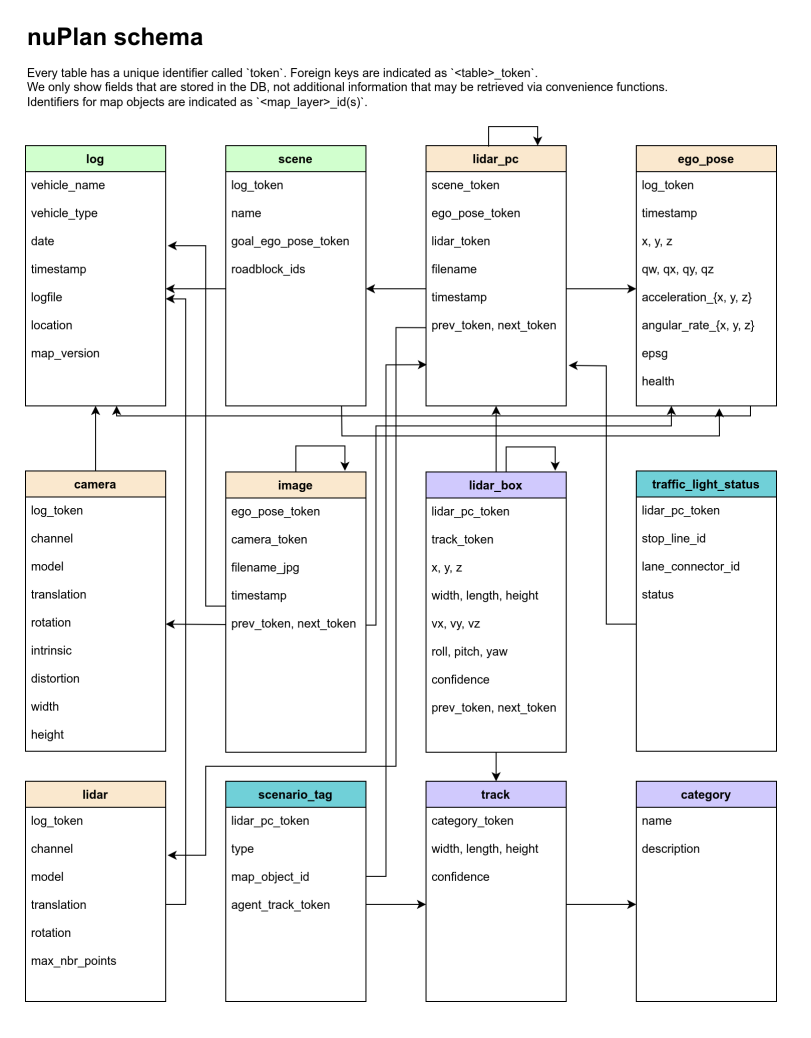 nuPlan schema
Every table has a unique identifier called `token`. Foreign keys are indicated as `<table>_token`.
We only show fields that are stored in the DB, not additional information that may be retrieved via convenience functions.
Identifiers for map objects are indicated as `<map_layer>_id(s)`.
log
vehicle_name
vehicle_type
date
timestamp
logfile
location
map_version
scene
log_token
name
goal_ego_pose_token
roadblock_ids
lidar_pc
scene_token
ego_pose_token
lidar_token
filename
timestamp
prev_token, next_token
ego_pose
log_token
timestamp
x, y, z
qw, qx, qy, qz
acceleration_{x, y, z}
angular_rate_{x, y, z}
epsg
health
camera
log_token
channel
model
translation
rotation
intrinsic
distortion
width
height
image
ego_pose_token
camera_token
filename_jpg
timestamp
prev_token, next_token
lidar_box
lidar_pc_token
track_token
x, y, z
width, length, height
vx, vy, vz
roll, pitch, yaw
confidence
prev_token, next_token
traffic_light_status
lidar_pc_token
stop_line_id
lane_connector_id
status
lidar
log_token
channel
model
translation
rotation
max_nbr_points
scenario_tag
lidar_pc_token
type
map_object_id
agent_track_token
track
category_token
width, length, height
confidence
category
name
description